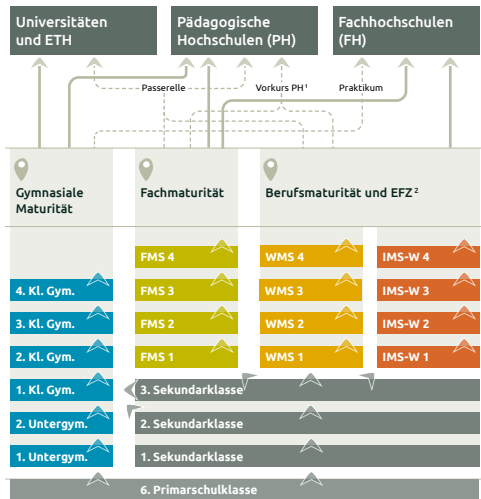 Universitäten
und ETH
Pädagogische
Hochschulen (PH)
Fachhochschulen
(FH)
Passerelle
Vorkurs PH¹
Praktikum
Gymnasiale
Maturität
Fachmaturität
Berufsmaturität und EFZ²
FMS 4
WMS 4
IMS-W 4
4. Kl. Gym.
FMS 3
WMS 3
IMS-W 3
3. Kl. Gym.
FMS 2
WMS 2
IMS-W 2
2. Kl. Gym.
FMS 1
WMS 1
IMS-W 1
1. Kl. Gym.
3. Sekundarklasse
2. Untergym.
2. Sekundarklasse
1. Untergym.
1. Sekundarklasse
6. Primarschulklasse